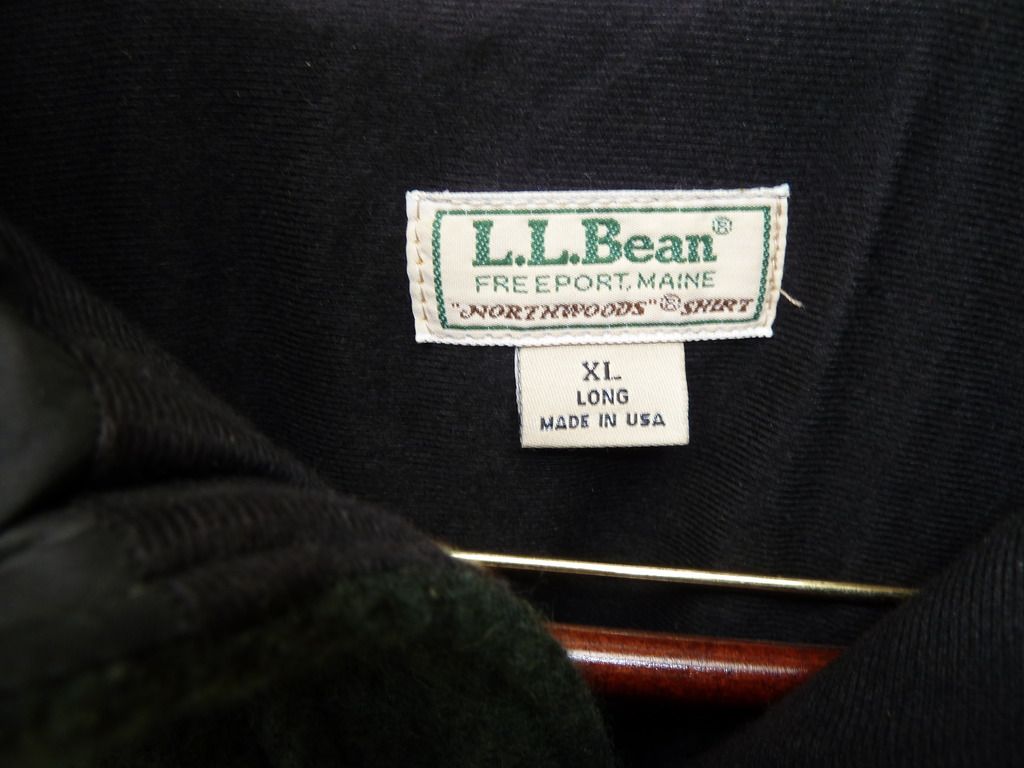 L.L.Bean®
FREEPORT, MAINE
"NORTHWOODS"® SHIRT
XL
LONG
MADE IN USA